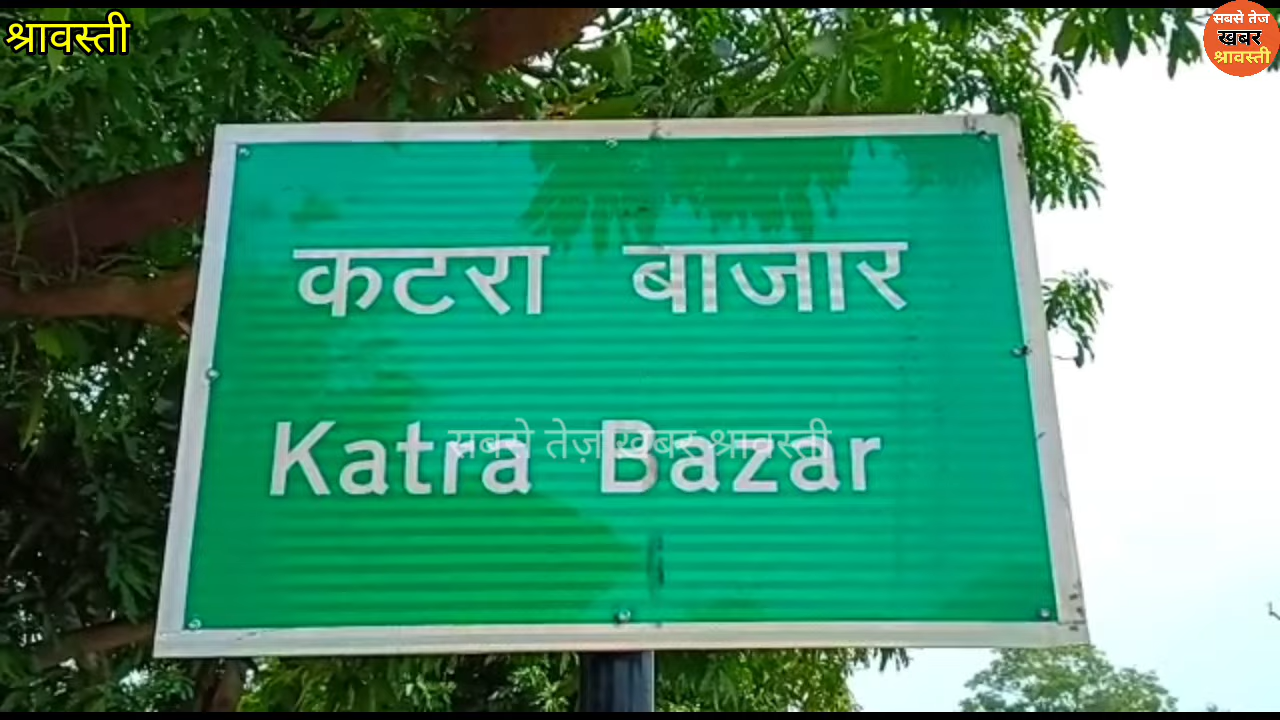 श्रावस्ती
सबसे तेज
खबर
श्रावस्ती
कटरा बाजार
Katra Bazar
सबसे तेज़ खबर श्रावस्ती